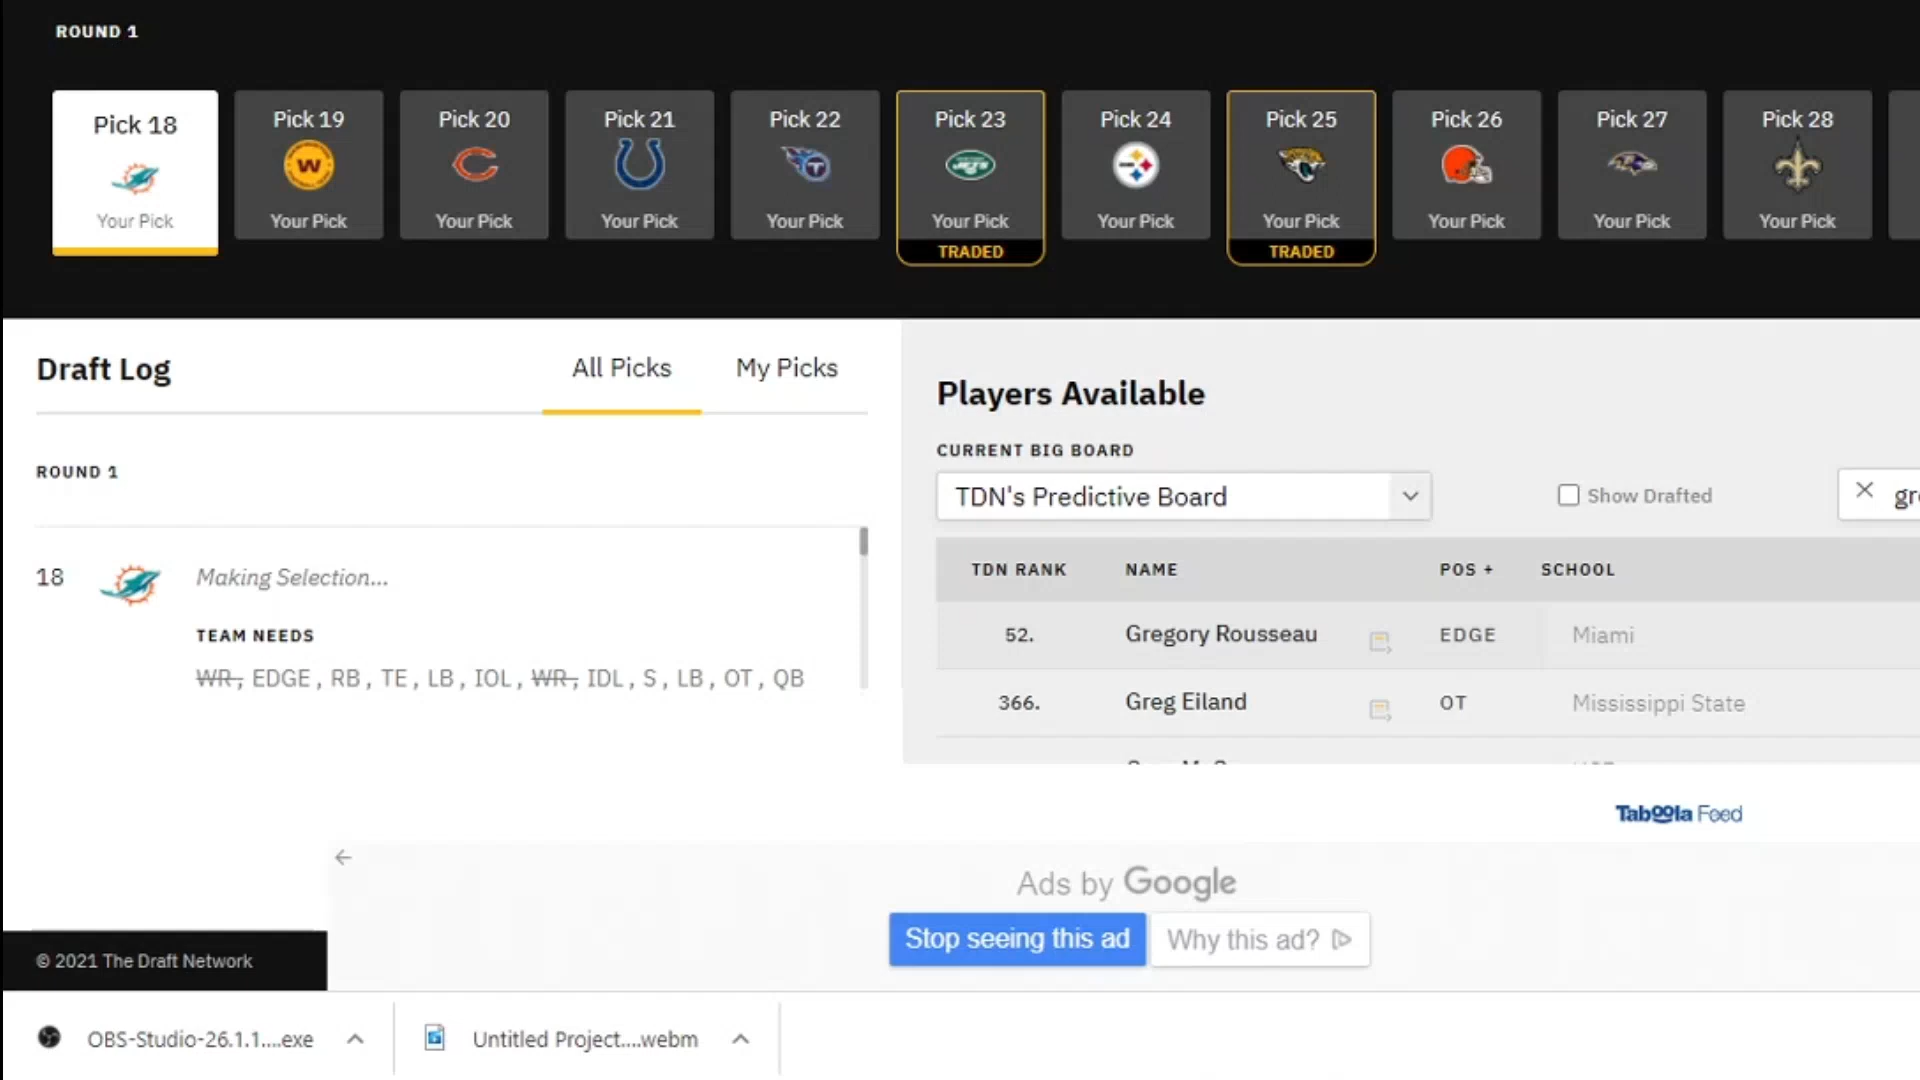 ROUND 1
Pick 18
Your Pick
Pick 19
W
Your Pick
Pick 20
Your Pick
Pick 21
Your Pick
Pick 22
T
Your Pick
Pick 23
JETS
Your Pick
TRADED
Pick 24
Your Pick
Pick 25
Your Pick
TRADED
Pick 26
Your Pick
Pick 27
Your Pick
Pick 28
Your Pick
Draft Log
All Picks
My Picks
ROUND 1
18 Making Selection...
TEAM NEEDS
WR, EDGE, RB, TE, LB, IOL, WR, IDL, S, LB, OT, QB
Players Available
CURRENT BIG BOARD
TDN's Predictive Board
Show Drafted
gr
TDN RANK NAME POS + SCHOOL
52. Gregory Rousseau EDGE Miami
366. Greg Eiland OT Mississippi State
Taboola Feed
Ads by Google
Stop seeing this ad
Why this ad?
© 2021 The Draft Network
OBS-Studio-26.1.1....exe
Untitled Project....webm